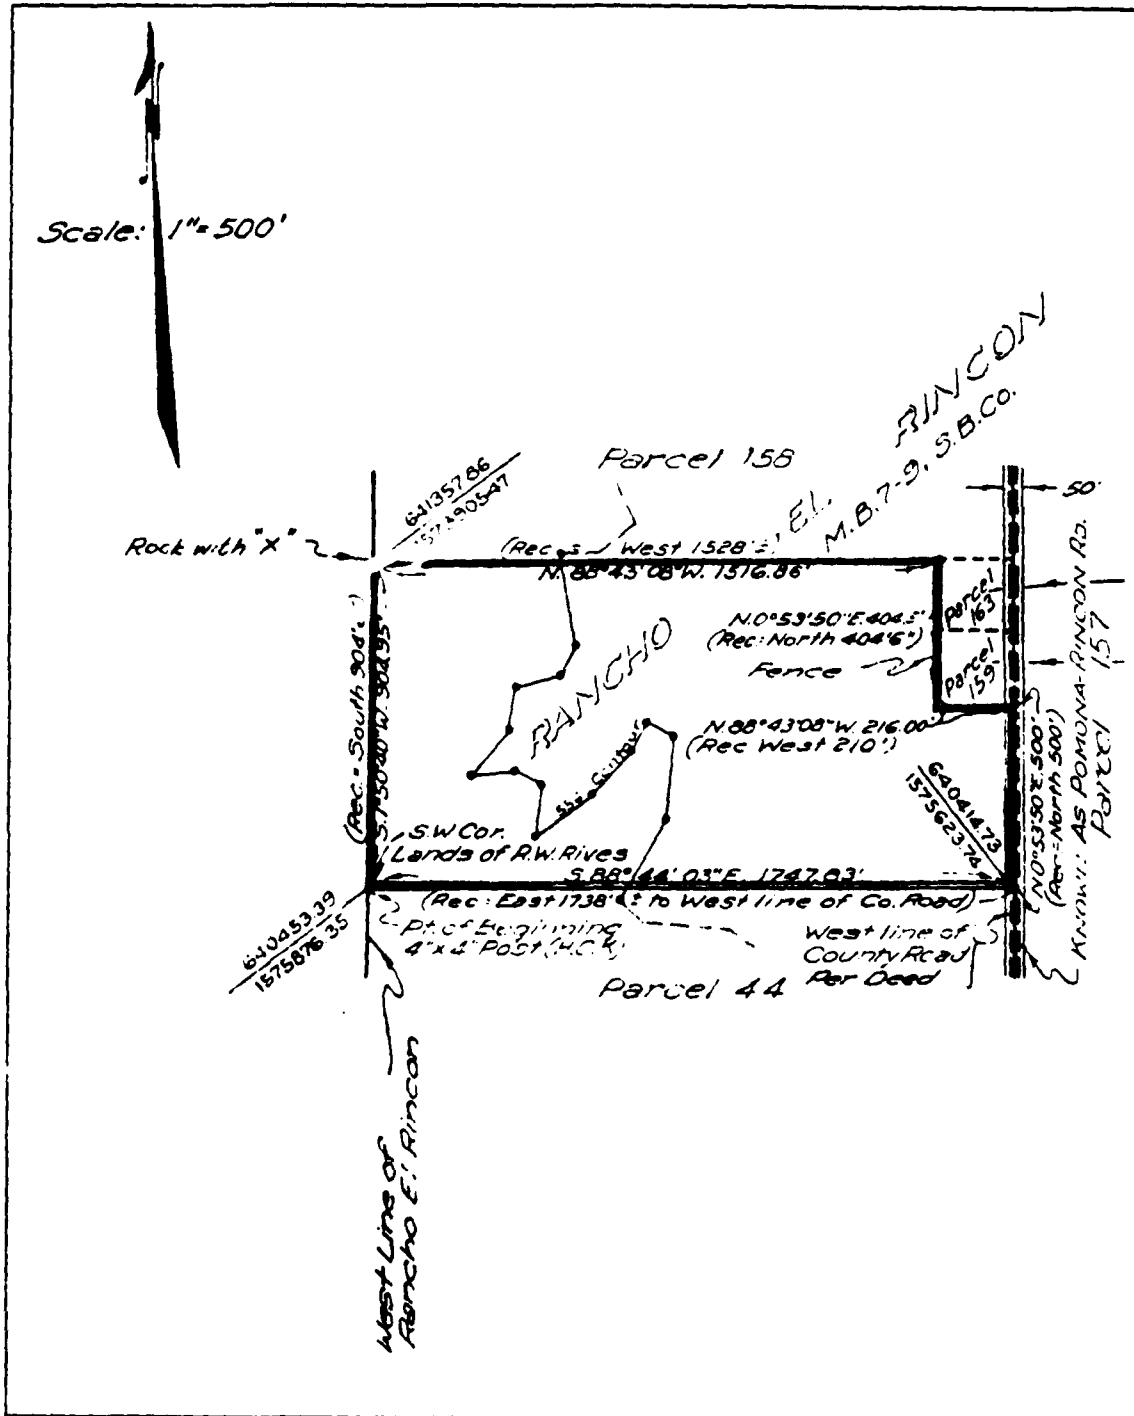 Scale: 1"=500'
RINCON
M.B.7-9, S.B.Co.
EL
Parcel 158
641357.86
50'
Rock with "X"
West 1528'
N. 88°43'08"W. 1516.86'
Parcel
163
N.0°53'50"E.404.5'
(Rec: North 404'6")
Fence
Parcel
159
RANCHO
N.88°43'08"W. 216.00'
(Rec West 210')
(Rec. = South 904'
S.1°50'40"W. 904.95'
551' Contour
640414.73
1575623.74
N.0°53'50"E. 500'
(Rec=North 500')
KNOWN AS POMONA-RINCON RD.
Parcel 157
S.W Cor.
Lands of R.W. Rives
S.88°44'03"E. 1747.83'
(Rec: East 1738' ± to West line of Co. Road)
640453.39
1575876.35
Pt. of Beginning
4"x4" Post
West line of
County Road
Per Deed
Parcel 44
West Line of
Rancho El Rincon